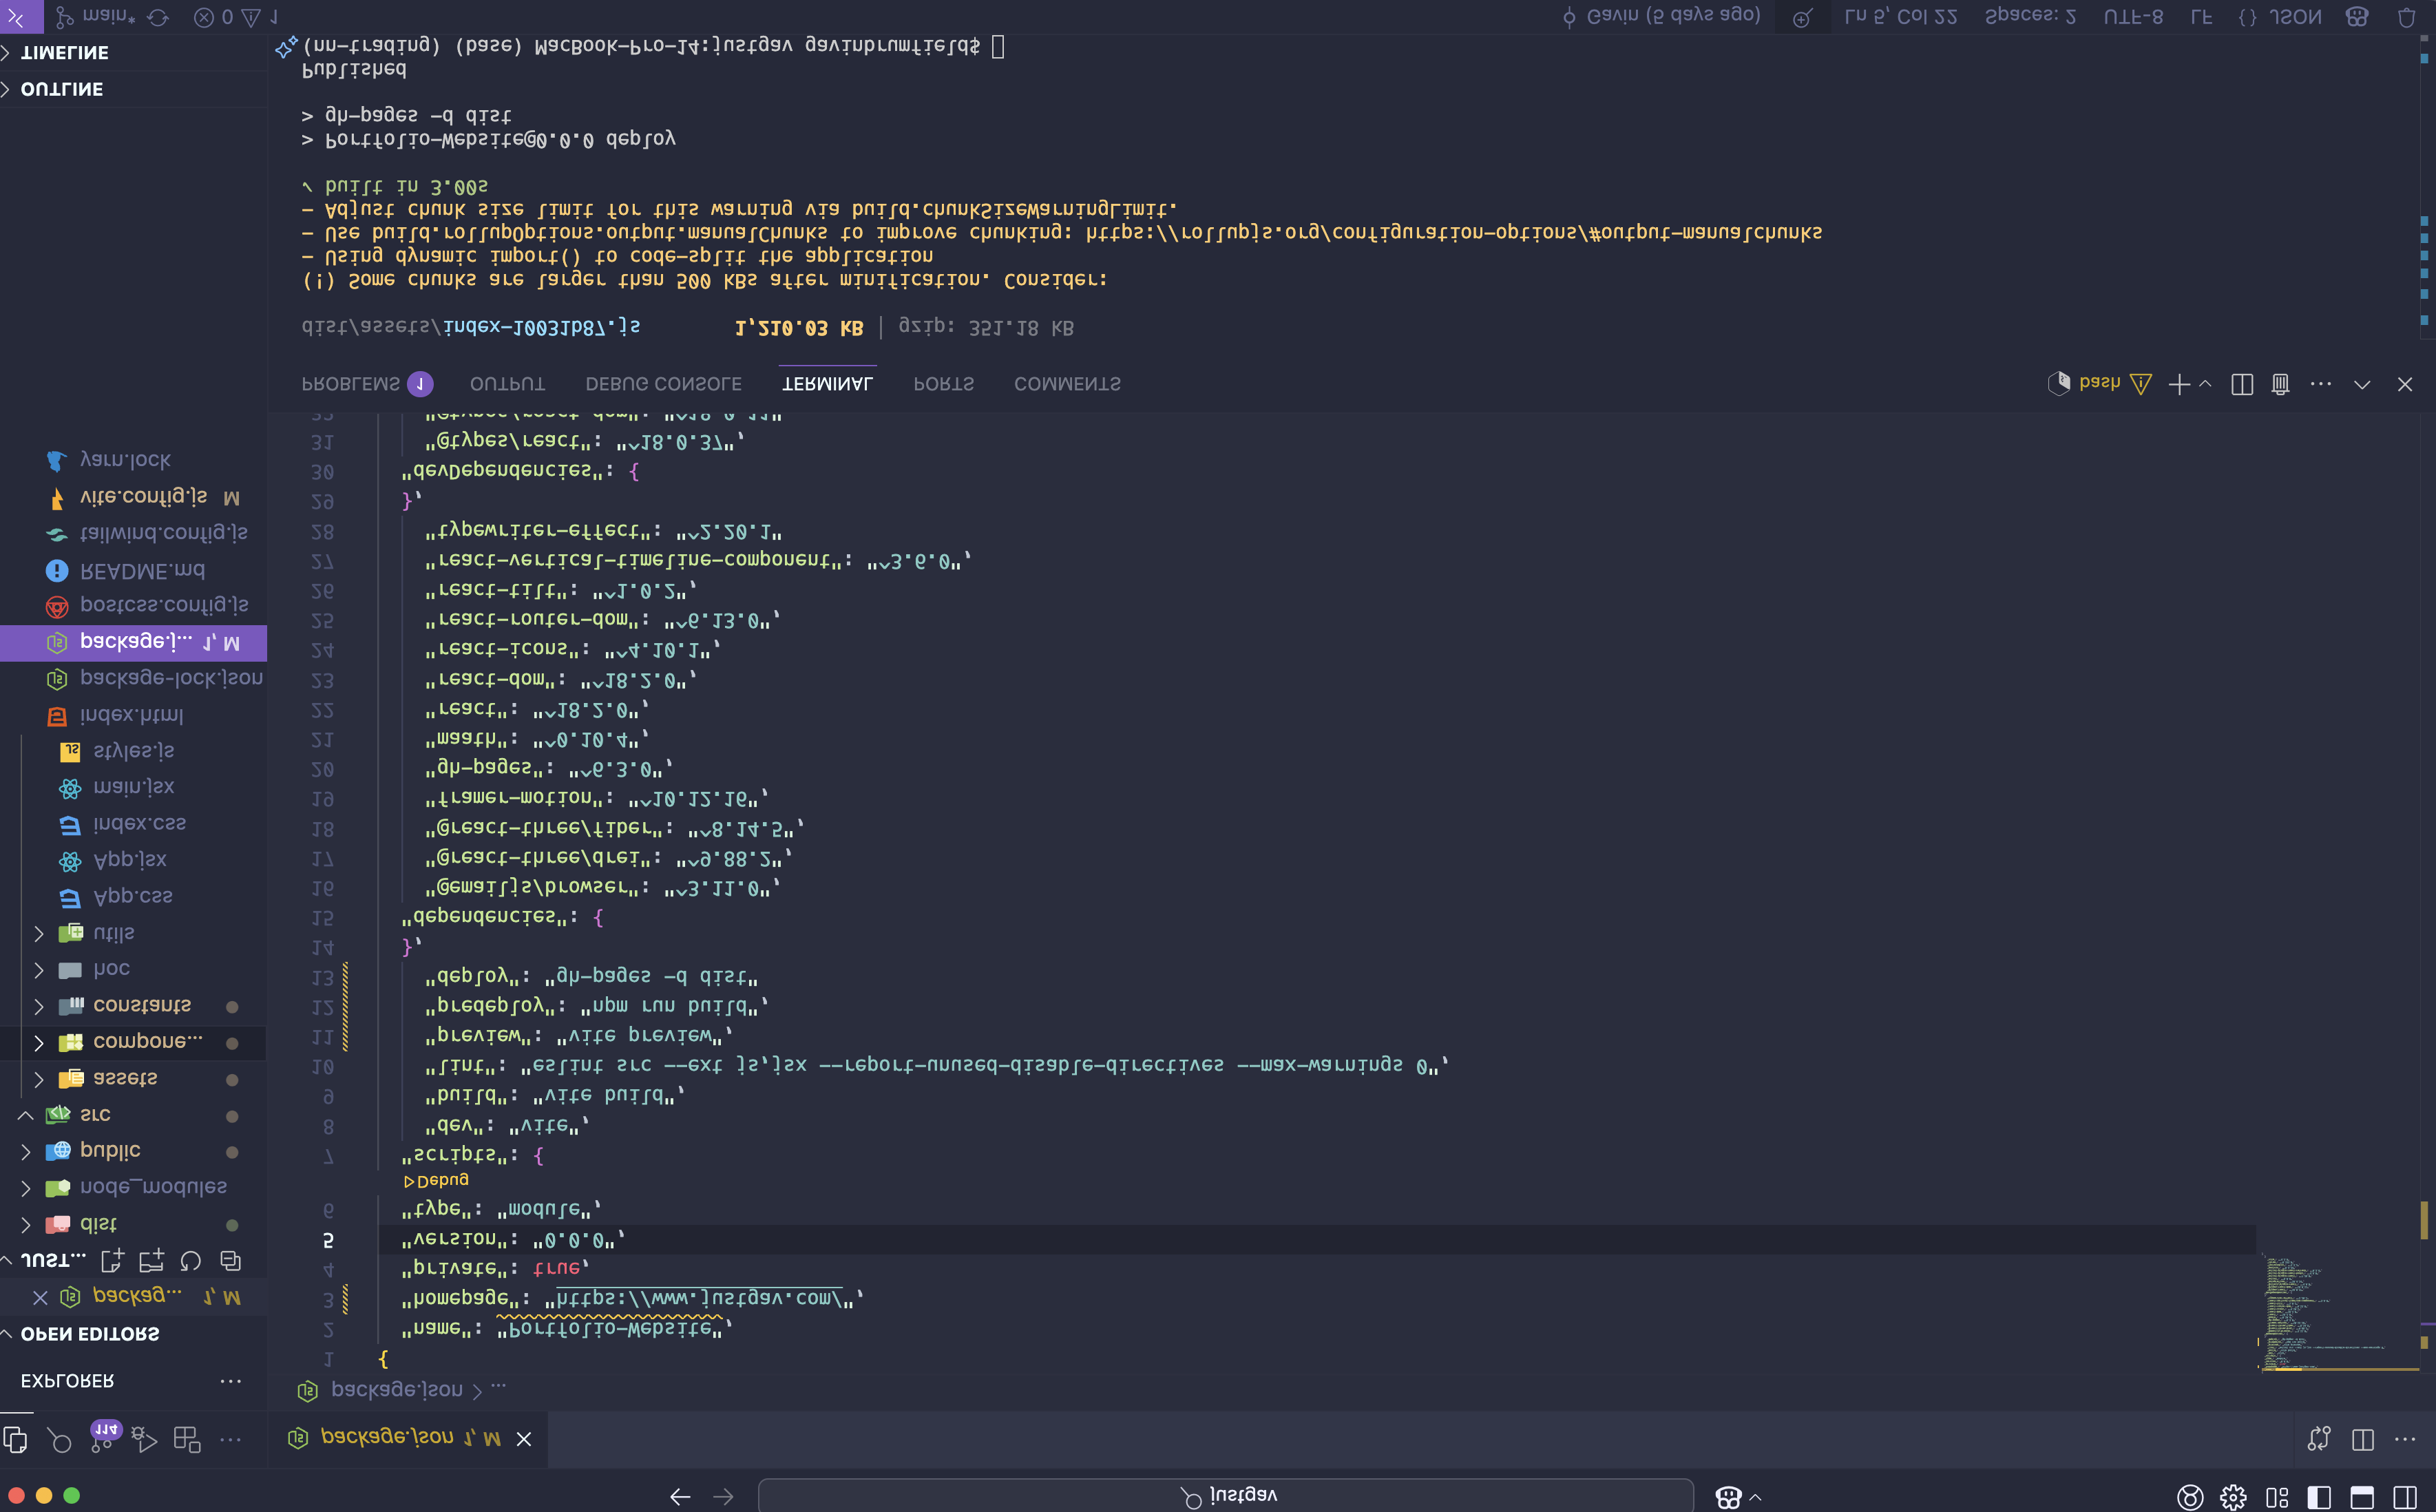 justgav
114
package.json 1, M
EXPLORER
OPEN EDITORS
packag... 1, M
JUST...
dist
node_modules
public
src
assets
compone...
constants
hoc
utils
App.css
App.jsx
index.css
main.jsx
styles.js
index.html
package-lock.json
package.j... 1, M
postcss.config.js
README.md
tailwind.config.js
vite.config.js M
yarn.lock
OUTLINE
TIMELINE
package.json > ...
1 {
2 "name": "Portfolio-Website",
3 "homepage": "https://www.justgav.com/",
4 "private": true,
5 "version": "0.0.0",
6 "type": "module",
Debug
7 "scripts": {
8 "dev": "vite",
9 "build": "vite build",
10 "lint": "eslint src --ext js,jsx --report-unused-disable-directives --max-warnings 0",
11 "preview": "vite preview",
12 "predeploy": "npm run build",
13 "deploy": "gh-pages -d dist"
14 },
15 "dependencies": {
16 "@emailjs/browser": "^3.11.0",
17 "@react-three/drei": "^9.88.2",
18 "@react-three/fiber": "^8.14.5",
19 "framer-motion": "^10.12.16",
20 "gh-pages": "^6.3.0",
21 "maath": "^0.10.4",
22 "react": "^18.2.0",
23 "react-dom": "^18.2.0",
24 "react-icons": "^4.10.1",
25 "react-router-dom": "^6.13.0",
26 "react-tilt": "^1.0.2",
27 "react-vertical-timeline-component": "^3.6.0",
28 "typewriter-effect": "^2.20.1"
29 },
30 "devDependencies": {
31 "@types/react": "^18.0.37",
32 "@types/react-dom": "^18.0.11"
PROBLEMS 1 OUTPUT DEBUG CONSOLE TERMINAL PORTS COMMENTS bash
dist/assets/index-10031b87.js 1,210.03 kB | gzip: 351.18 kB
(!) Some chunks are larger than 500 kBs after minification. Consider:
- Using dynamic import() to code-split the application
- Use build.rollupOptions.output.manualChunks to improve chunking: https://rollupjs.org/configuration-options/#output-manualchunks
- Adjust chunk size limit for this warning via build.chunkSizeWarningLimit.
✓ built in 3.00s
> Portfolio-Website@0.0.0 deploy
> gh-pages -d dist
Published
(nn-trading) (base) MacBook-Pro-14:justgav gavinbrumfield$
main* 0 1 Gavin (5 days ago) Ln 5, Col 22 Spaces: 2 UTF-8 LF { } JSON